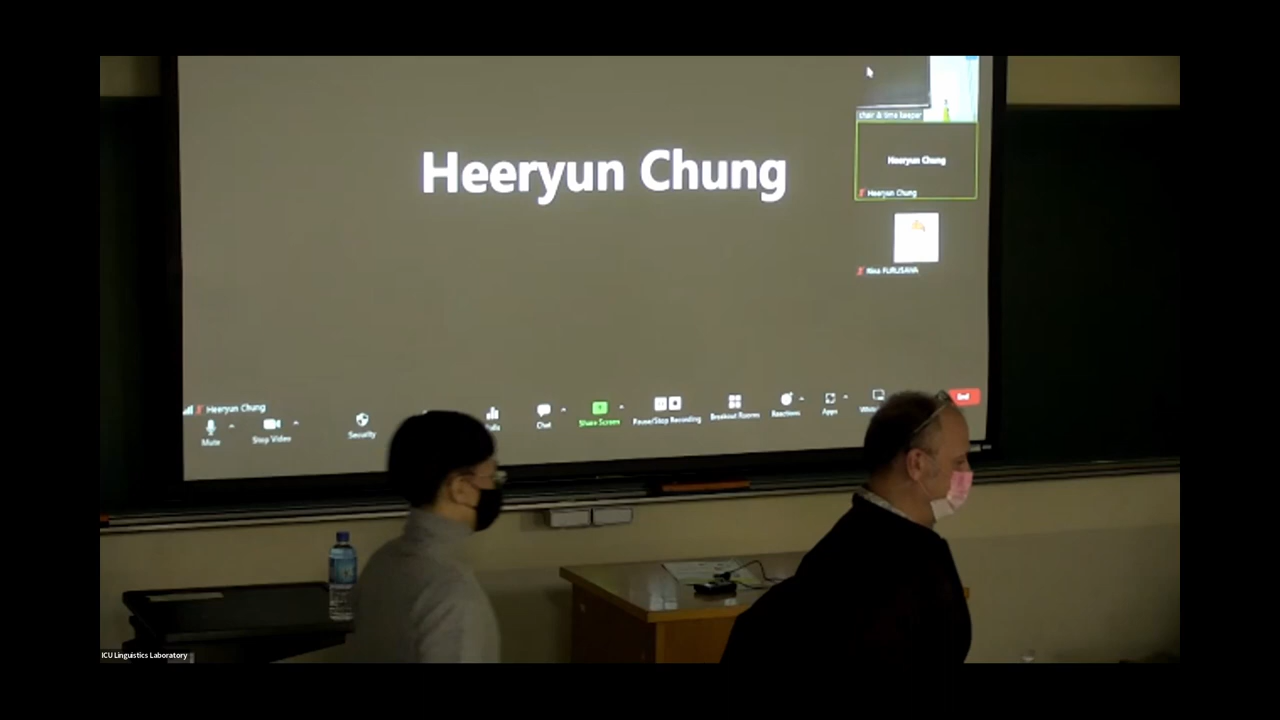 Heeryun Chung
chair & time keeper
Heeryun Chung
Heeryun Chung
Rina FURUSAWA
Heeryun Chung
Mute
Stop Video
Security
Chat
Share Screen
Pause/Stop Recording
Breakout Rooms
Reactions
Apps
End
ICU Linguistics Laboratory